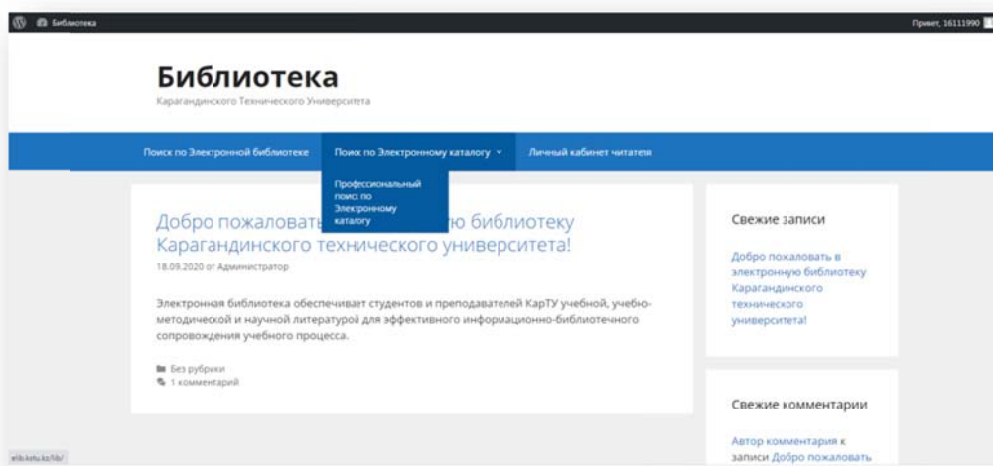 Библиотека
Привет, 16111990
Библиотека
Карагандинского Технического Университета
Поиск по Электронной библиотеке
Поиск по Электронному каталогу
Личный кабинет читателя
Профессиональный
поиск по
Электронному
каталогу
Добро пожаловать ю библиотеку
Карагандинского технического университета!
18.09.2020 от Администратор
Электронная библиотека обеспечивает студентов и преподавателей КарТУ учебной, учебно-
методической и научной литературой для эффективного информационно-библиотечного
сопровождения учебного процесса.
Без рубрики
1 комментарий
Свежие записи
Добро пожаловать в
электронную библиотеку
Карагандинского
технического
университета!
Свежие комментарии
Автор комментария к
записи Добро пожаловать
elib.kstu.kz/lib/